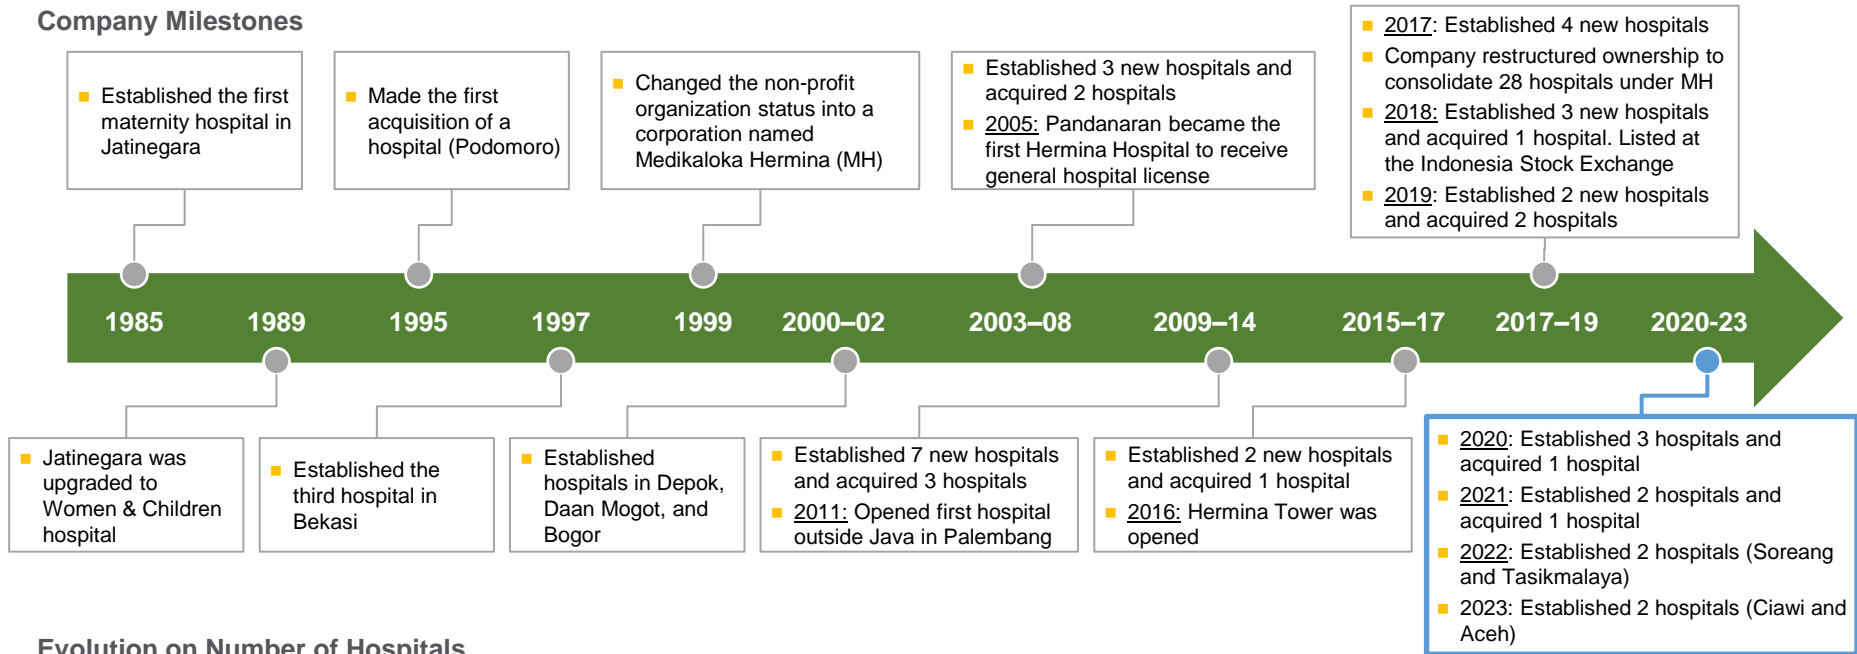 Company Milestones
Established the first
maternity hospital in
Jatinegara
Made the first
acquisition of a
hospital (Podomoro)
Changed the non-profit
organization status into a
corporation named
Medikaloka Hermina (MH)
Established 3 new hospitals and
acquired 2 hospitals
2005: Pandanaran became the
first Hermina Hospital to receive
general hospital license
2017: Established 4 new hospitals
Company restructured ownership to
consolidate 28 hospitals under MH
2018: Established 3 new hospitals
and acquired 1 hospital. Listed at
the Indonesia Stock Exchange
2019: Established 2 new hospitals
and acquired 2 hospitals
1985 1989 1995 1997 1999 2000–02 2003–08 2009–14 2015–17 2017–19 2020-23
Jatinegara was
upgraded to
Women & Children
hospital
Established the
third hospital in
Bekasi
Established
hospitals in Depok,
Daan Mogot, and
Bogor
Established 7 new hospitals
and acquired 3 hospitals
2011: Opened first hospital
outside Java in Palembang
Established 2 new hospitals
and acquired 1 hospital
2016: Hermina Tower was
opened
2020: Established 3 hospitals and
acquired 1 hospital
2021: Established 2 hospitals and
acquired 1 hospital
2022: Established 2 hospitals (Soreang
and Tasikmalaya)
2023: Established 2 hospitals (Ciawi and
Aceh)
Evolution on Number of Hospitals